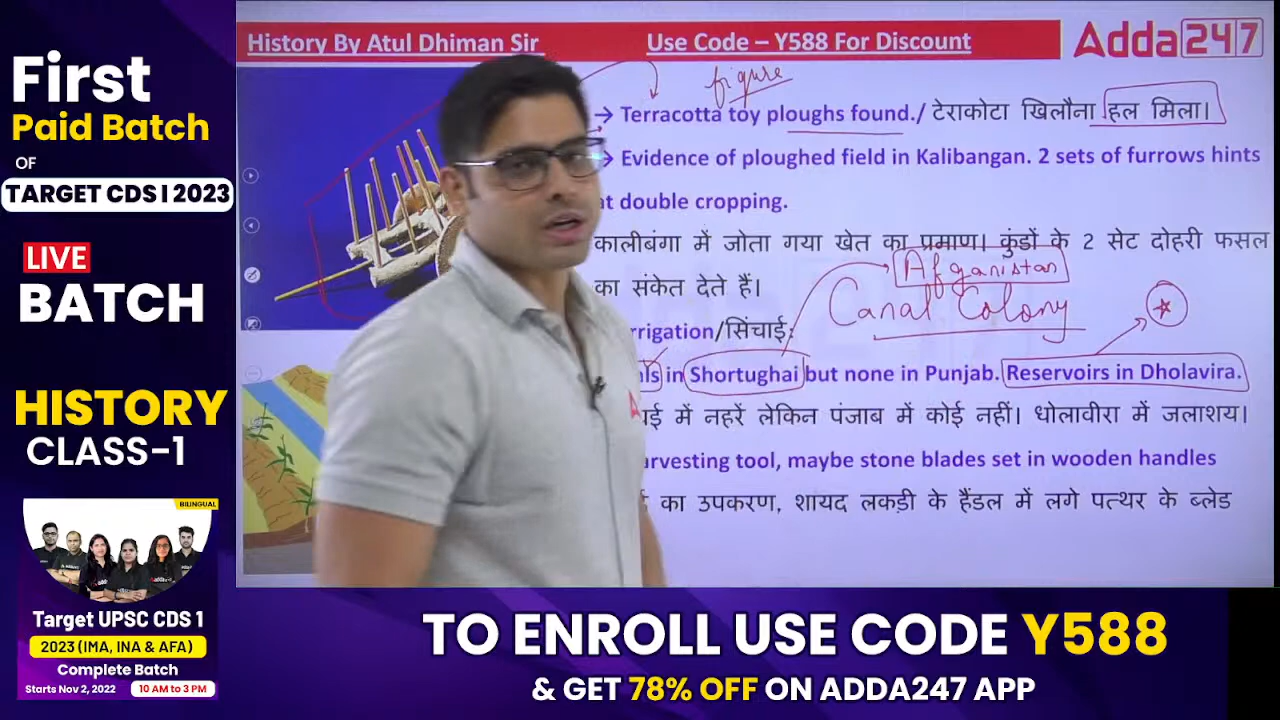 First
Paid Batch
OF
TARGET CDS I 2023
LIVE
BATCH
HISTORY
CLASS-1
BILINGUAL
Target UPSC CDS 1
2023 (IMA, INA & AFA)
Complete Batch
Starts Nov 2, 2022 10 AM to 3 PM
History By Atul Dhiman Sir Use Code – Y588 For Discount
Adda247
figure
→ Terracotta toy ploughs found./ टेराकोटा खिलौना हल मिला।
→ Evidence of ploughed field in Kalibangan. 2 sets of furrows hints
at double cropping.
कालीबंगा में जोता गया खेत का प्रमाण। कुंडों के 2 सेट दोहरी फसल
Afganistan
का संकेत देते हैं।
Canal Colony
rrigation/सिंचाई:
ls in Shortughai but none in Punjab. Reservoirs in Dholavira.
ई में नहरें लेकिन पंजाब में कोई नहीं। धोलावीरा में जलाशय।
arvesting tool, maybe stone blades set in wooden handles
का उपकरण, शायद लकड़ी के हैंडल में लगे पत्थर के ब्लेड
TO ENROLL USE CODE Y588
& GET 78% OFF ON ADDA247 APP